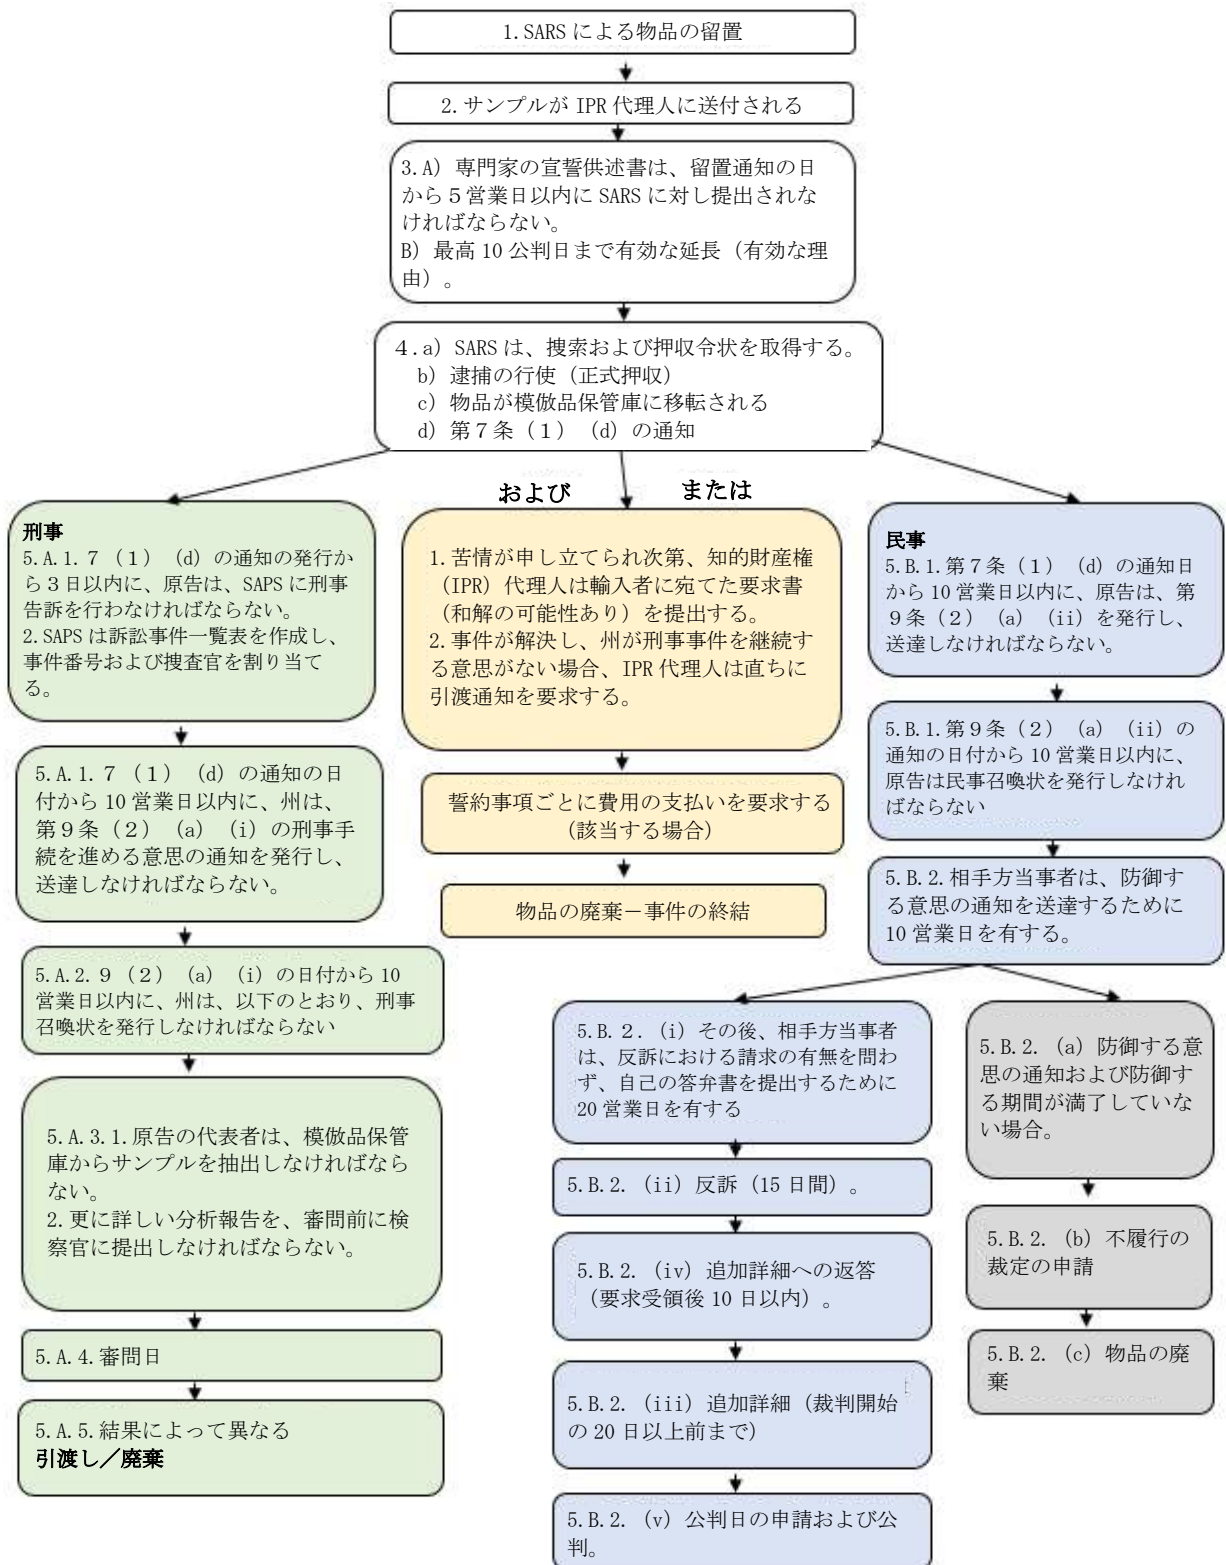 1.SARS による物品の留置
2.サンプルが IPR 代理人に送付される
3.A）専門家の宣誓供述書は、留置通知の日
から５営業日以内に SARS に対し提出されな
ければならない。
B）最高 10 公判日まで有効な延長（有効な理
由）。
４.a）SARS は、捜索および押収令状を取得する。
b）逮捕の行使（正式押収）
c）物品が模倣品保管庫に移転される
d）第７条（１）（d）の通知
および
または
刑事
5.A.1.7 （１）（d）の通知の発行か
ら３日以内に、原告は、SAPS に刑事
告訴を行わなければならない。
2.SAPS は訴訟事件一覧表を作成し、
事件番号および捜査官を割り当て
る。
5.A.1.7 （１）（d）の通知の日
付から 10 営業日以内に、州は、
第９条（２）（a）（i）の刑事手
続を進める意思の通知を発行し、
送達しなければならない。
5.A.2.９（２）（a）（i）の日付から 10
営業日以内に、州は、以下のとおり、刑事
召喚状を発行しなければならない
5.A.3.1.原告の代表者は、模倣品保管
庫からサンプルを抽出しなければなら
ない。
2.更に詳しい分析報告を、審問前に検
察官に提出しなければならない。
5.A.4.審問日
5.A.5.結果によって異なる
引渡し／廃棄
1.苦情が申し立てられ次第、知的財産権
（IPR）代理人は輸入者に宛てた要求書
（和解の可能性あり）を提出する。
2.事件が解決し、州が刑事事件を継続す
る意思がない場合、IPR 代理人は直ちに
引渡通知を要求する。
誓約事項ごとに費用の支払いを要求する
（該当する場合）
物品の廃棄－事件の終結
民事
5.B.1.第７条（１）（d）の通知日
から 10 営業日以内に、原告は、第
９条（２）（a）（ii）を発行し、
送達しなければならない。
5.B.1.第９条（２）（a）（ii）の
通知の日付から 10 営業日以内に、
原告は民事召喚状を発行しなけれ
ばならない
5.B.2.相手方当事者は、防御す
る意思の通知を送達するために
10 営業日を有する。
5.B.２.（i）その後、相手方当事者
は、反訴における請求の有無を問わ
ず、自己の答弁書を提出するために
20 営業日を有する
5.B.2.（ii）反訴（15 日間）。
5.B.2.（iv）追加詳細への返答
（要求受領後 10 日以内）。
5.B.2.（iii）追加詳細（裁判開始
の 20 日以上前まで）
5.B.2.（v）公判日の申請および公
判。
5.B.2.（a）防御する意
思の通知および防御す
る期間が満了していな
い場合。
5.B.2.（b）不履行の
裁定の申請
5.B.2.（c）物品の廃
棄